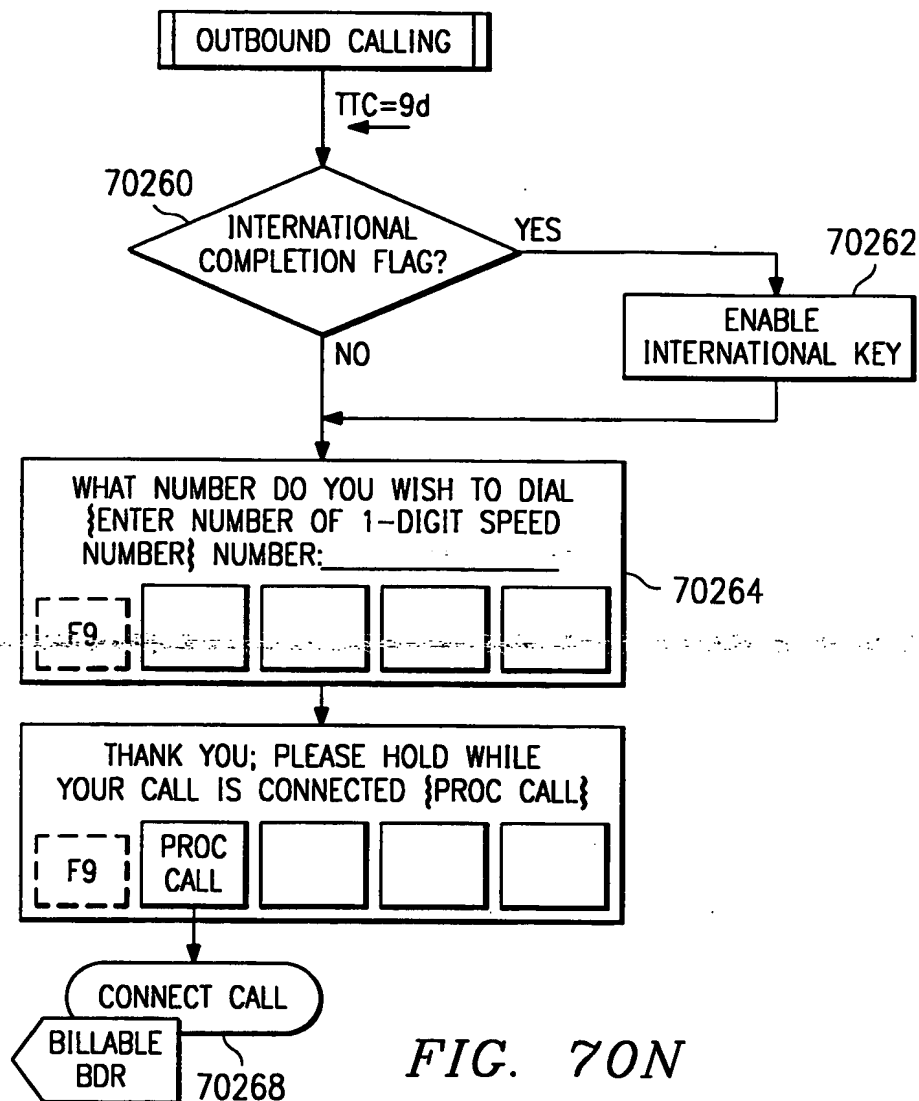 OUTBOUND CALLING
TTC=9d
70260
INTERNATIONAL
COMPLETION FLAG?
YES
70262
ENABLE
INTERNATIONAL KEY
NO
WHAT NUMBER DO YOU WISH TO DIAL
{ENTER NUMBER OF 1-DIGIT SPEED
NUMBER} NUMBER:
70264
F9
THANK YOU; PLEASE HOLD WHILE
YOUR CALL IS CONNECTED {PROC CALL}
F9
PROC
CALL
CONNECT CALL
BILLABLE
BDR
70268
FIG. 70N